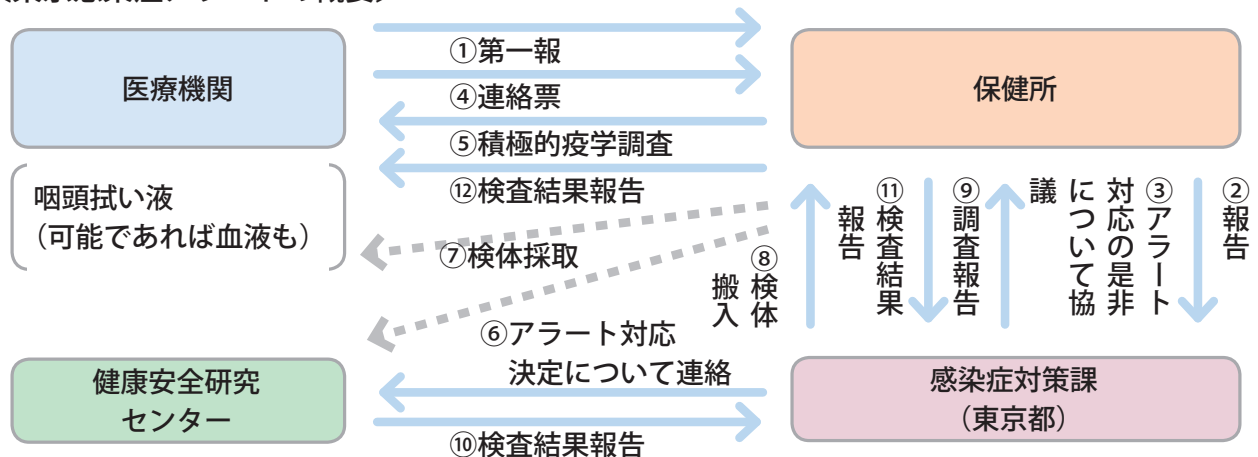 医療機関
保健所
①第一報
④連絡票
⑤積極的疫学調査
⑫検査結果報告
咽頭拭い液
（可能であれば血液も）
⑦検体採取
⑧検体
搬入
⑪検査結果
報告
⑨調査報告
③アラート
対応の是非
について協
議
②報告
⑥アラート対応
決定について連絡
健康安全研究
センター
感染症対策課
（東京都）
⑩検査結果報告